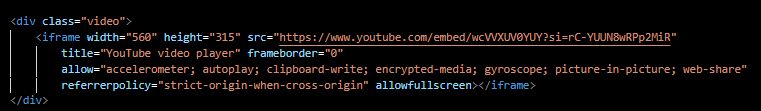 <div class="video">
<iframe width="560" height="315" src="https://www.youtube.com/embed/wcVVXUV0YUY?si=rC-YUUN8wRPp2MiR"
title="YouTube video player" frameborder="0"
allow="accelerometer; autoplay; clipboard-write; encrypted-media; gyroscope; picture-in-picture; web-share"
referrerpolicy="strict-origin-when-cross-origin" allowfullscreen></iframe>
</div>